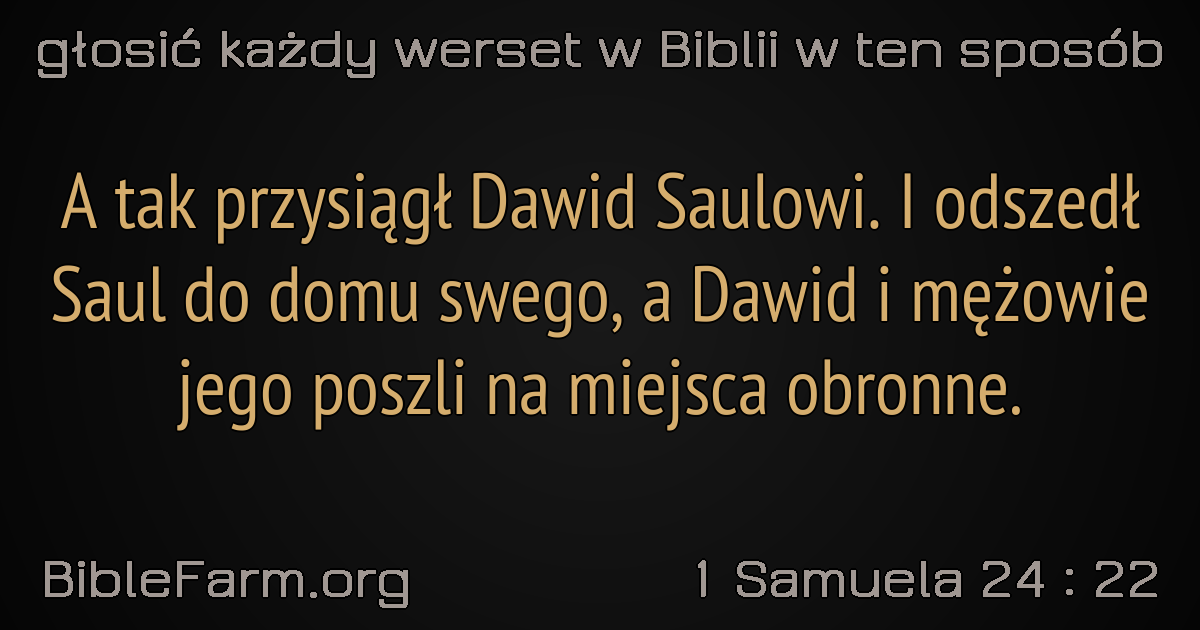 głosić każdy werset w Biblii w ten sposób
A tak przysiągł Dawid Saulowi. I odszedł
Saul do domu swego, a Dawid i mężowie
jego poszli na miejsca obronne.
BibleFarm.org
1 Samuela 24 : 22